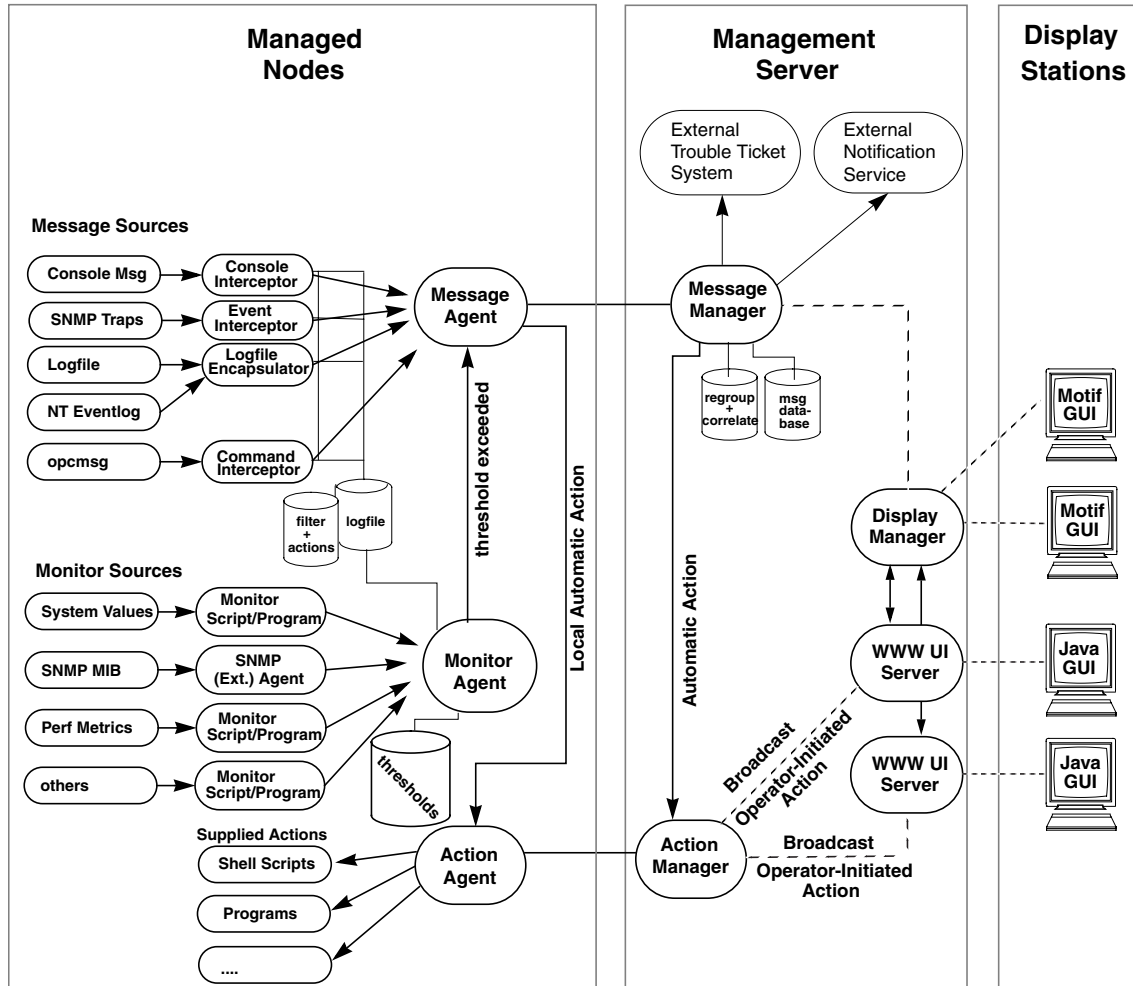 Managed
Nodes
Management
Server
Display
Stations
External
Trouble Ticket
System
External
Notification
Service
Message Sources
Console Msg
Console
Interceptor
SNMP Traps
Event
Interceptor
Logfile
Logfile
Encapsulator
NT Eventlog
opcmsg
Command
Interceptor
Message
Agent
Message
Manager
regroup
+
correlate
msg
data-
base
filter
+
actions
logfile
threshold exceeded
Local Automatic Action
Automatic Action
Motif
GUI
Motif
GUI
Display
Manager
Monitor Sources
System Values
Monitor
Script/Program
SNMP MIB
SNMP
(Ext.) Agent
Perf Metrics
Monitor
Script/Program
others
Monitor
Script/Program
Monitor
Agent
thresholds
WWW UI
Server
Java
GUI
WWW UI
Server
Java
GUI
Broadcast
Operator-Initiated
Action
Supplied Actions
Shell Scripts
Programs
....
Action
Agent
Action
Manager
Broadcast
Operator-Initiated
Action